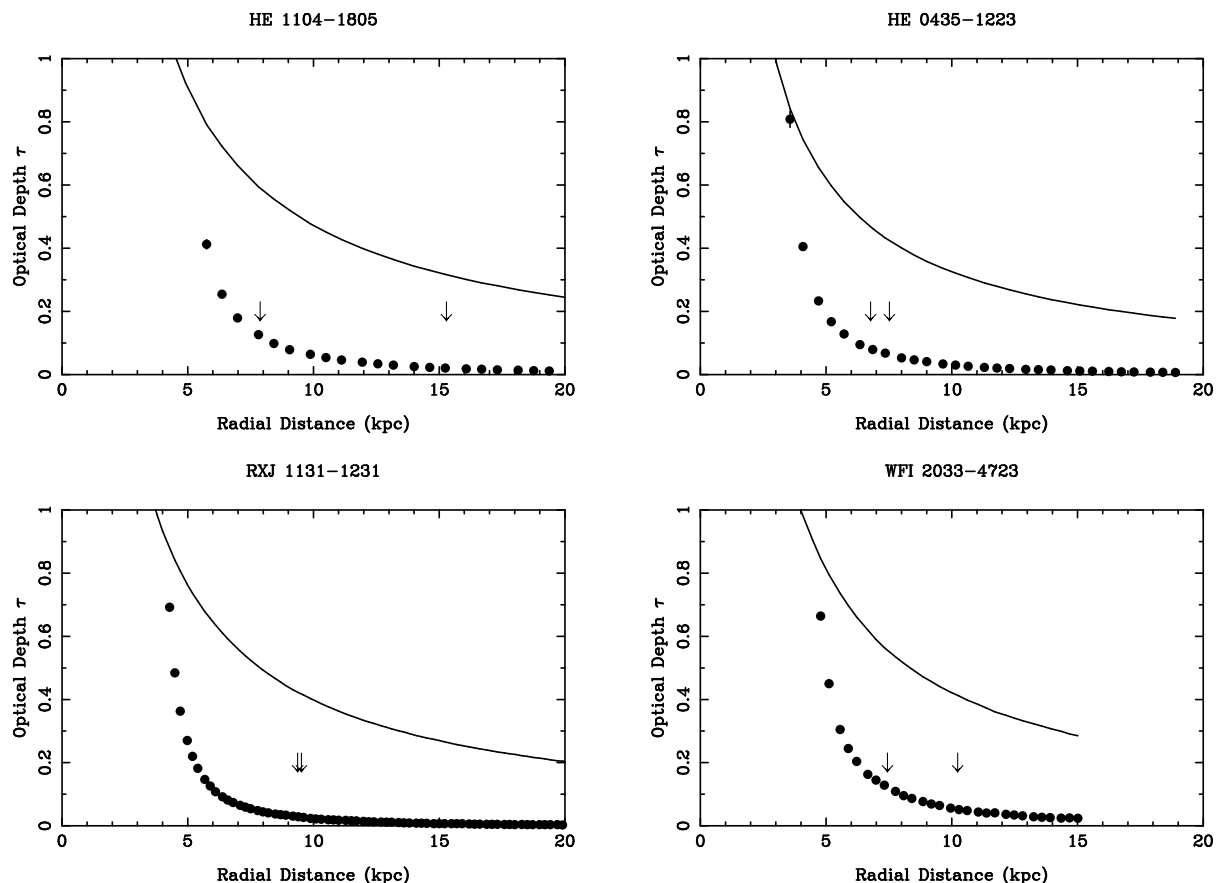 HE 1104−1805
Optical Depth τ
1
0.8
0.6
0.4
0.2
0
0 5 10 15 20
Radial Distance (kpc)
HE 0435−1223
Optical Depth τ
1
0.8
0.6
0.4
0.2
0
0 5 10 15 20
Radial Distance (kpc)
RXJ 1131−1231
Optical Depth τ
1
0.8
0.6
0.4
0.2
0
0 5 10 15 20
Radial Distance (kpc)
WFI 2033−4723
Optical Depth τ
1
0.8
0.6
0.4
0.2
0
0 5 10 15 20
Radial Distance (kpc)